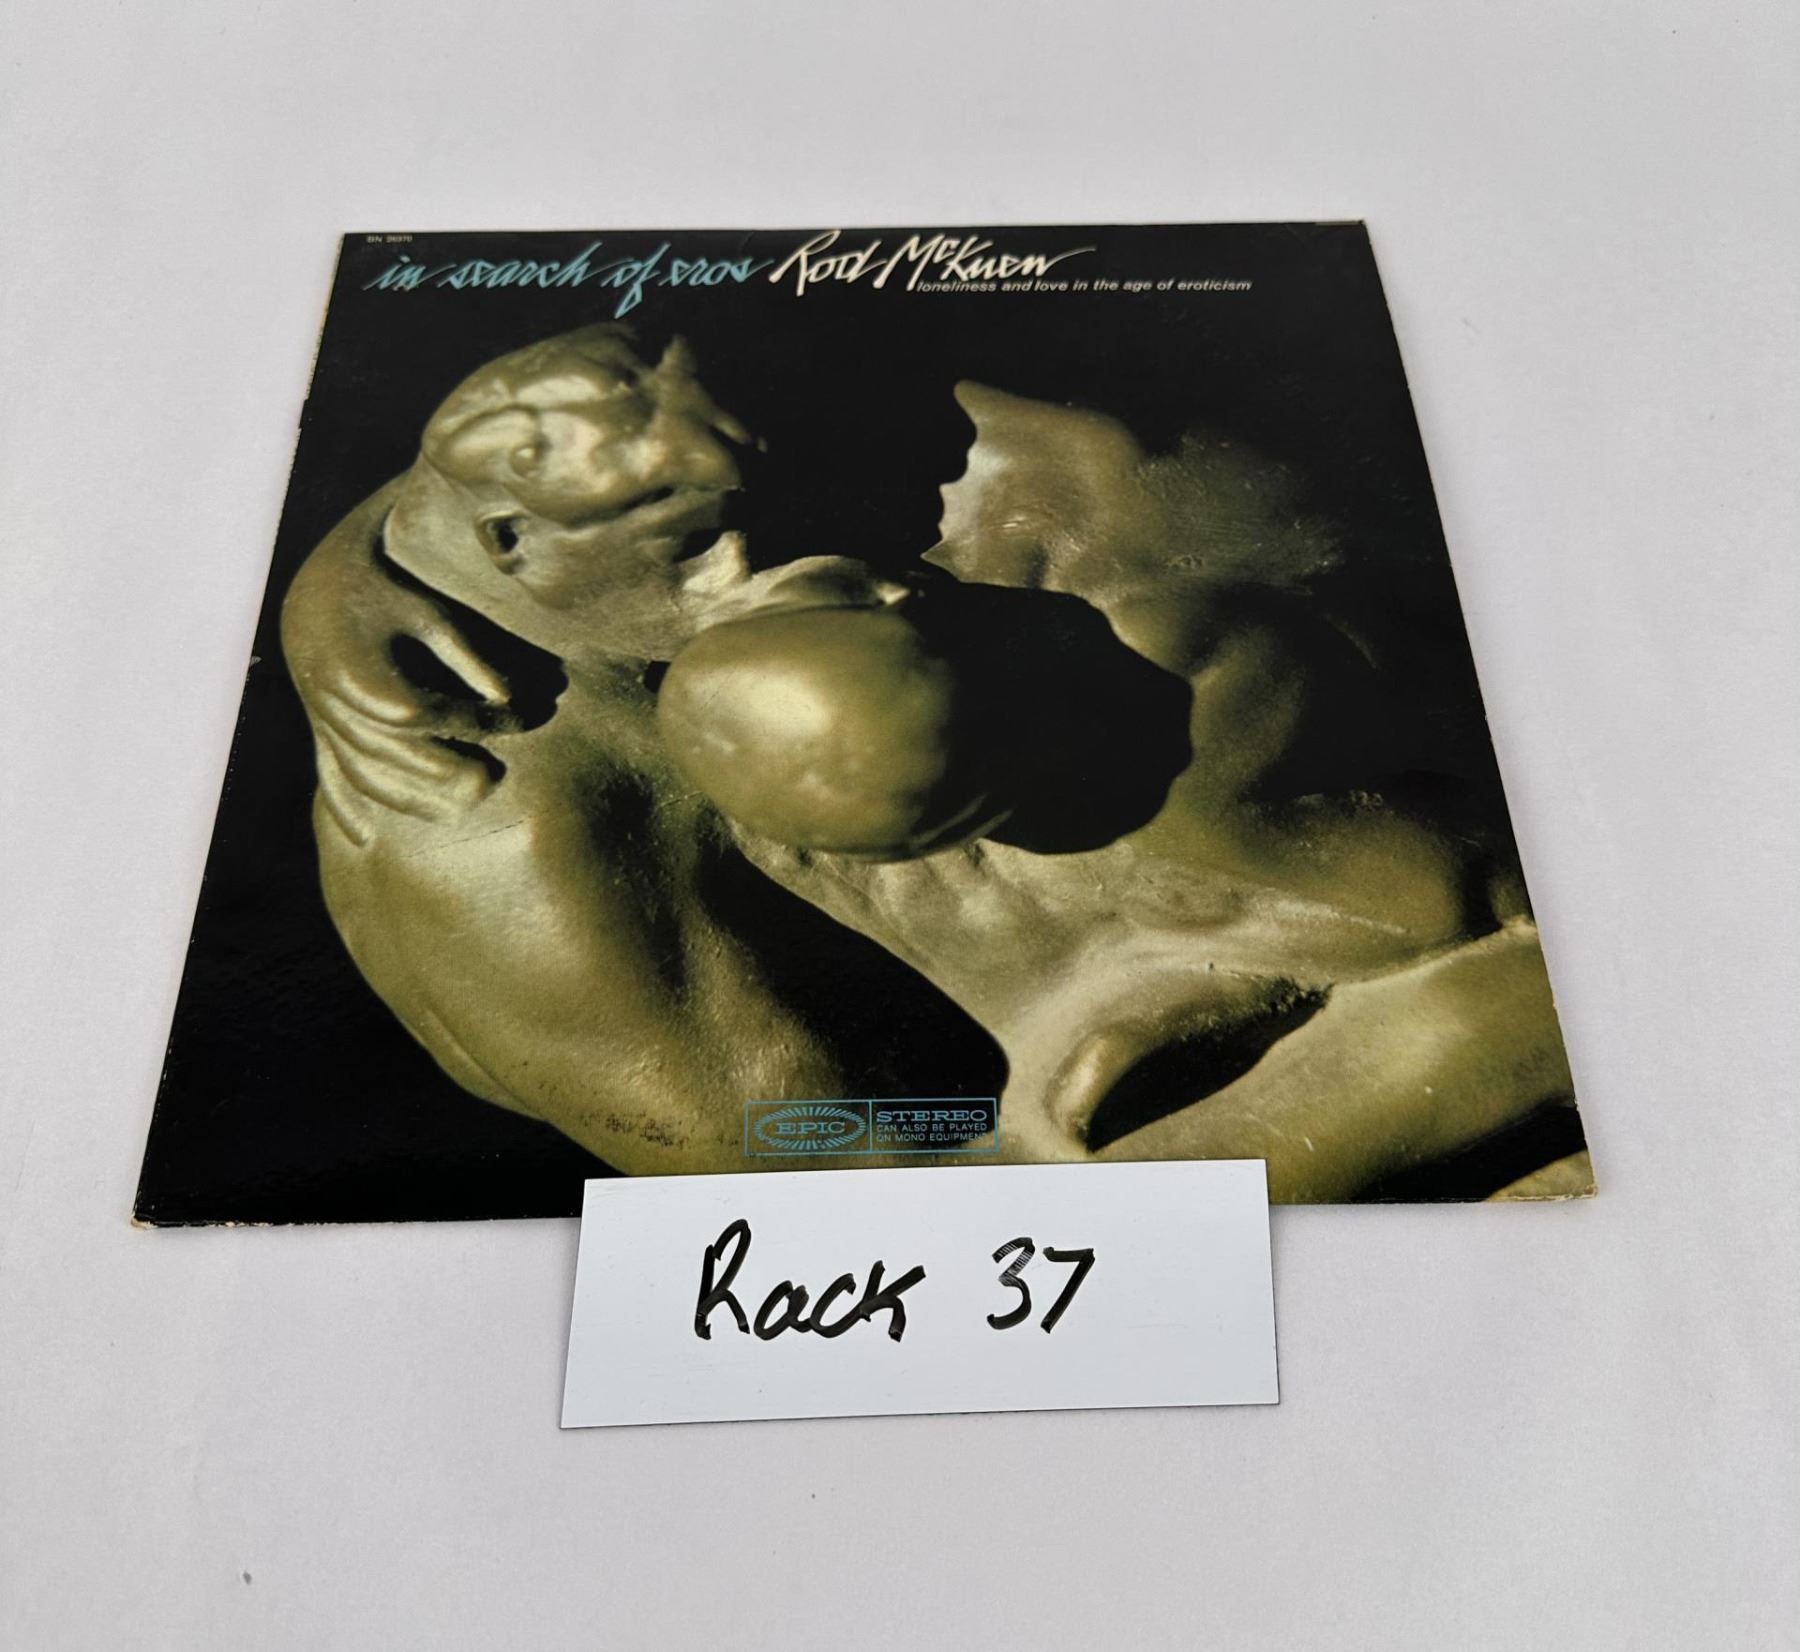 BN 26370
in search of eros Rod McKuen
loneliness and love in the age of eroticism
EPIC
STEREO
CAN ALSO BE PLAYED
ON MONO EQUIPMENT
Rack 37